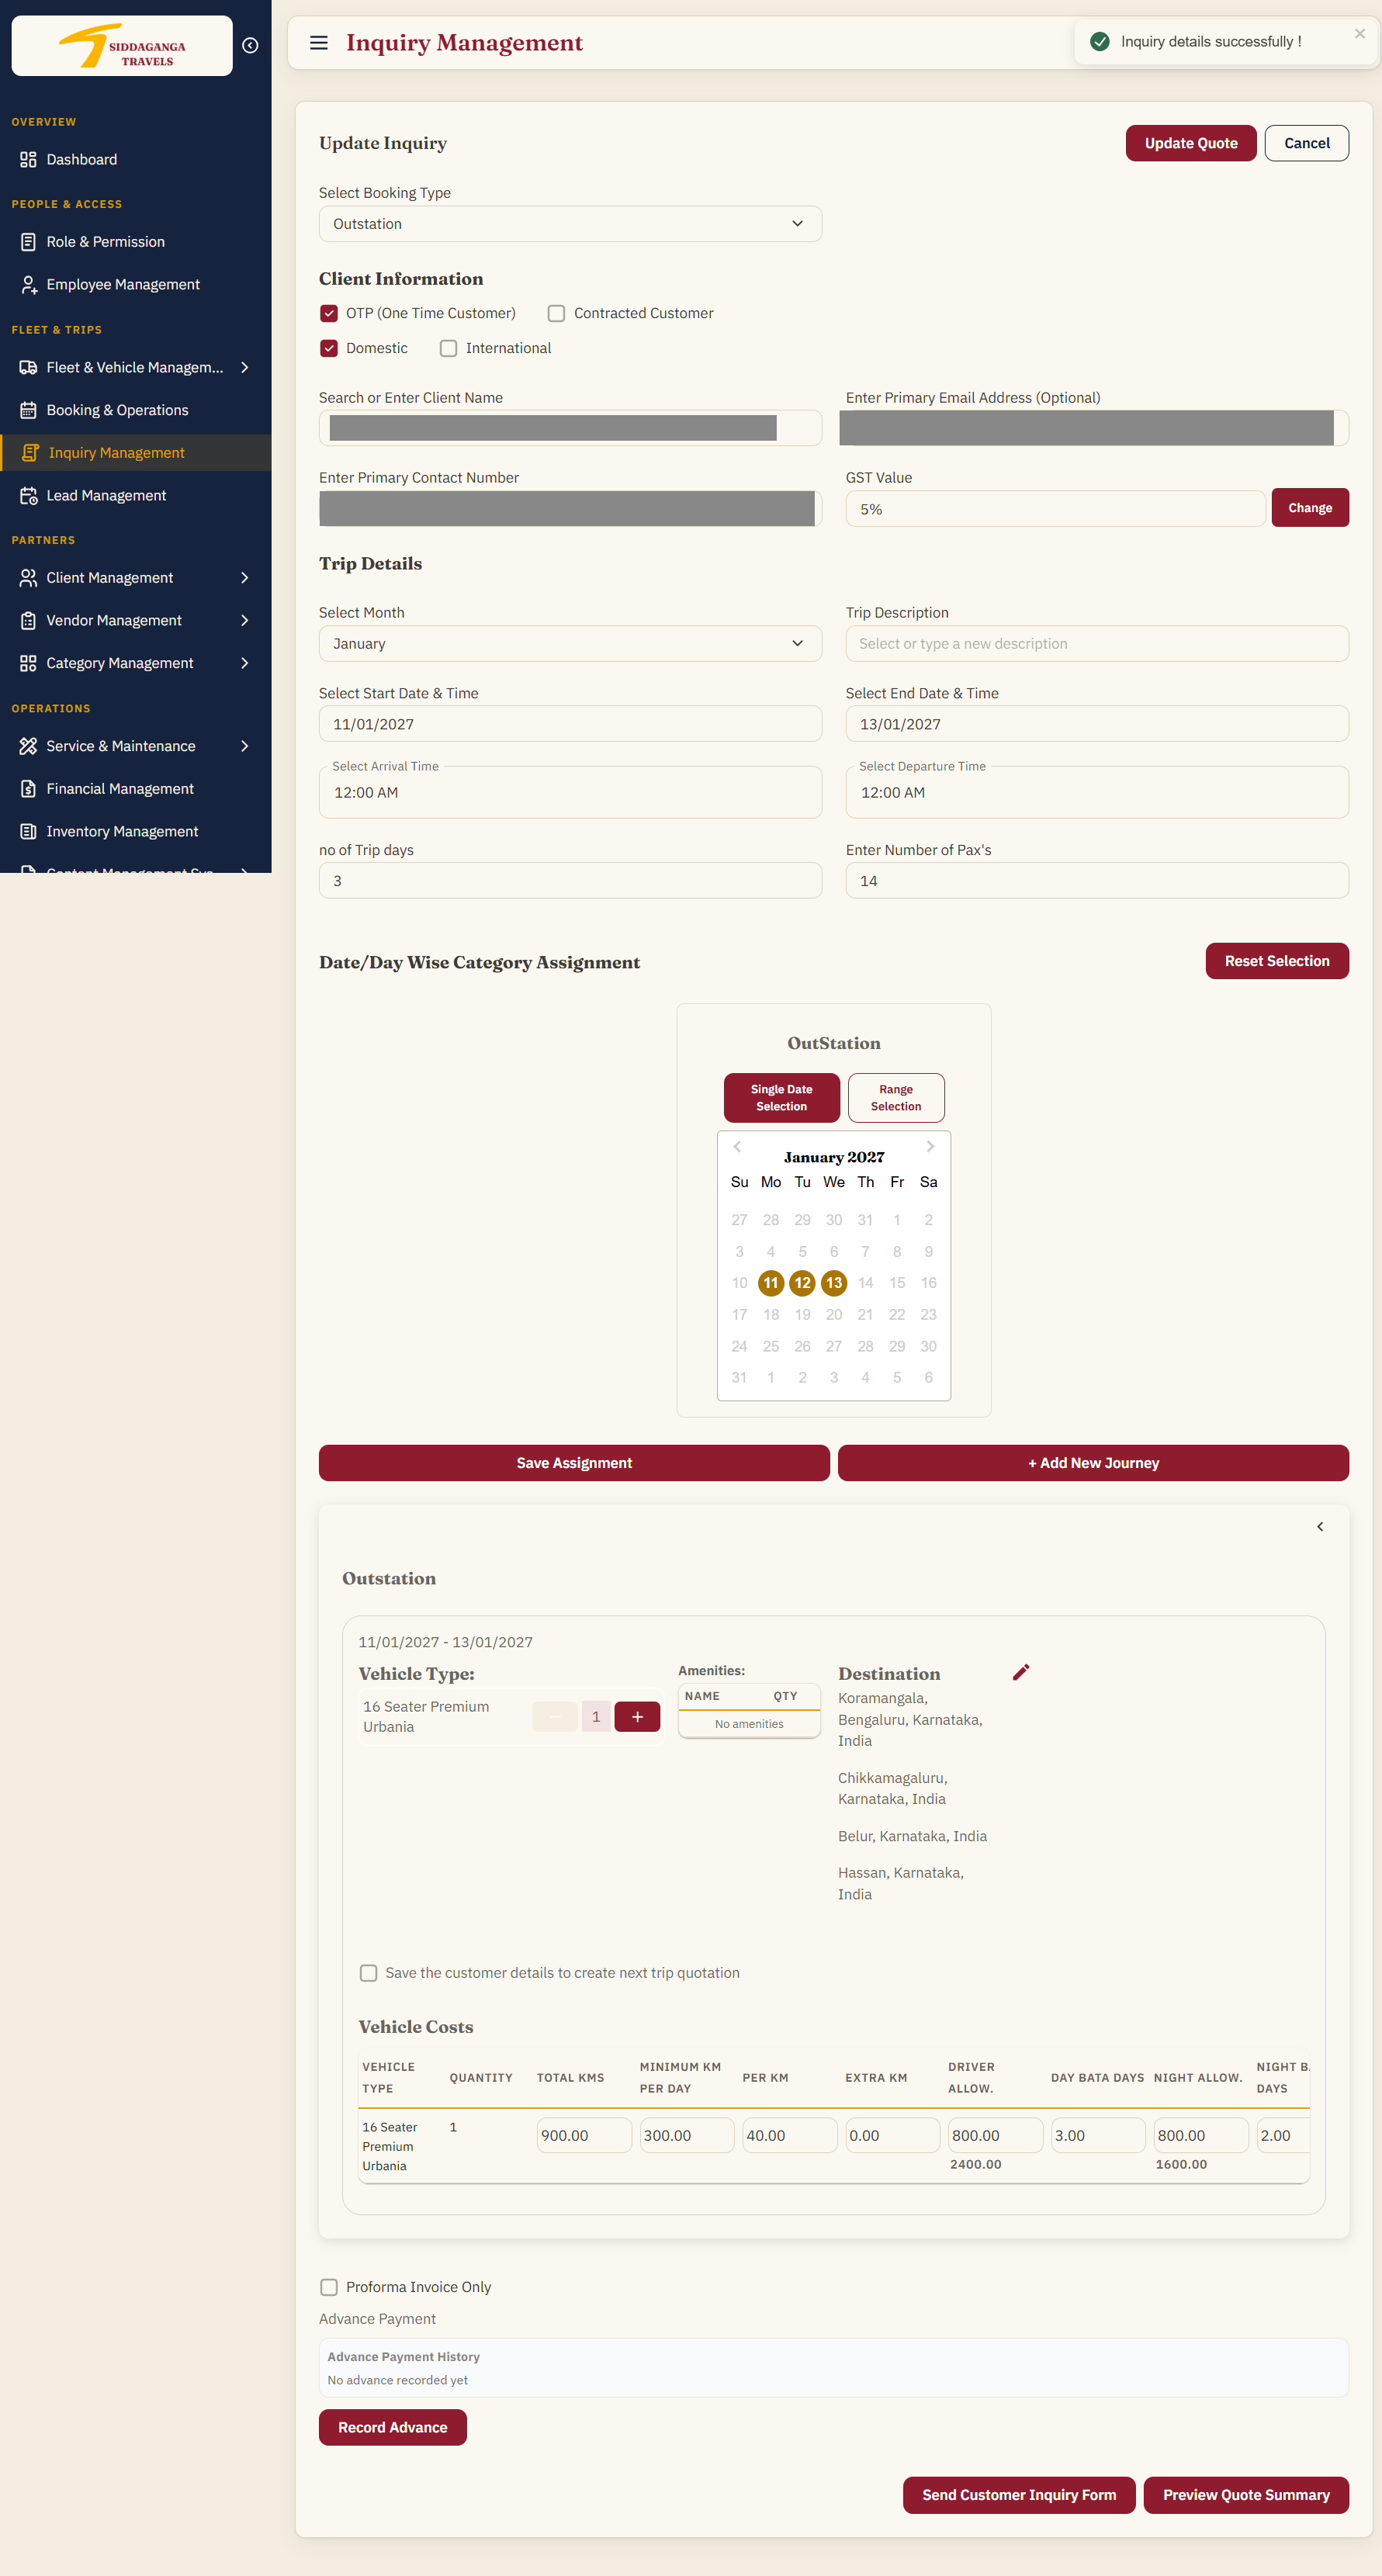 SIDDAGANGA
TRAVELS
Inquiry Management
Inquiry details successfully !
OVERVIEW
Dashboard
PEOPLE & ACCESS
Role & Permission
Employee Management
FLEET & TRIPS
Fleet & Vehicle Managem...
Booking & Operations
Inquiry Management
Lead Management
PARTNERS
Client Management
Vendor Management
Category Management
OPERATIONS
Service & Maintenance
Financial Management
Inventory Management
Content Management Sys
Update Inquiry
Update Quote
Cancel
Select Booking Type
Outstation
Client Information
OTP (One Time Customer)
Contracted Customer
Domestic
International
Search or Enter Client Name
Enter Primary Email Address (Optional)
Enter Primary Contact Number
GST Value
5%
Change
Trip Details
Select Month
Trip Description
January
Select or type a new description
Select Start Date & Time
Select End Date & Time
11/01/2027
13/01/2027
Select Arrival Time
Select Departure Time
12:00 AM
12:00 AM
no of Trip days
Enter Number of Pax's
3
14
Date/Day Wise Category Assignment
Reset Selection
OutStation
Single Date
Selection
Range
Selection
January 2027
Su Mo Tu We Th Fr Sa
27 28 29 30 31 1 2
3 4 5 6 7 8 9
10 11 12 13 14 15 16
17 18 19 20 21 22 23
24 25 26 27 28 29 30
31 1 2 3 4 5 6
Save Assignment
+ Add New Journey
Outstation
11/01/2027 - 13/01/2027
Vehicle Type:
16 Seater Premium
Urbania
− 1 +
Amenities:
NAME QTY
No amenities
Destination
Koramangala,
Bengaluru, Karnataka,
India
Chikkamagaluru,
Karnataka, India
Belur, Karnataka, India
Hassan, Karnataka,
India
Save the customer details to create next trip quotation
Vehicle Costs
VEHICLE
TYPE
QUANTITY
TOTAL KMS
MINIMUM KM
PER DAY
PER KM
EXTRA KM
DRIVER
ALLOW.
DAY BATA DAYS
NIGHT ALLOW.
NIGHT B
DAYS
16 Seater
Premium
Urbania
1
900.00
300.00
40.00
0.00
800.00
2400.00
3.00
800.00
1600.00
2.00
Proforma Invoice Only
Advance Payment
Advance Payment History
No advance recorded yet
Record Advance
Send Customer Inquiry Form
Preview Quote Summary